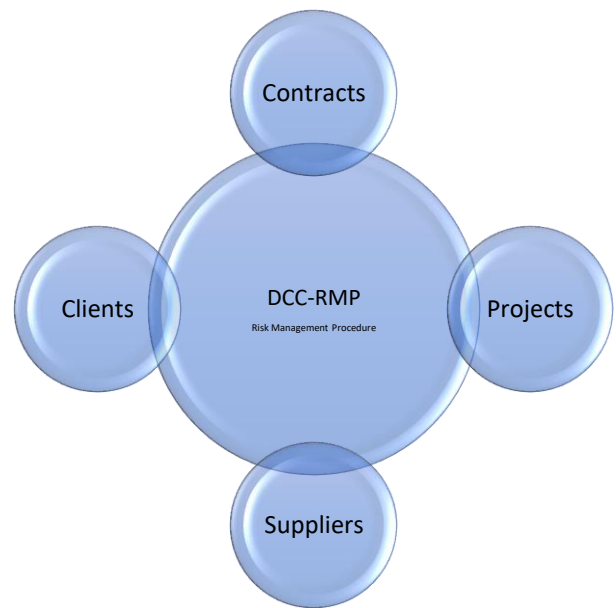 Contracts
Clients
DCC-RMP
Risk Management Procedure
Projects
Suppliers